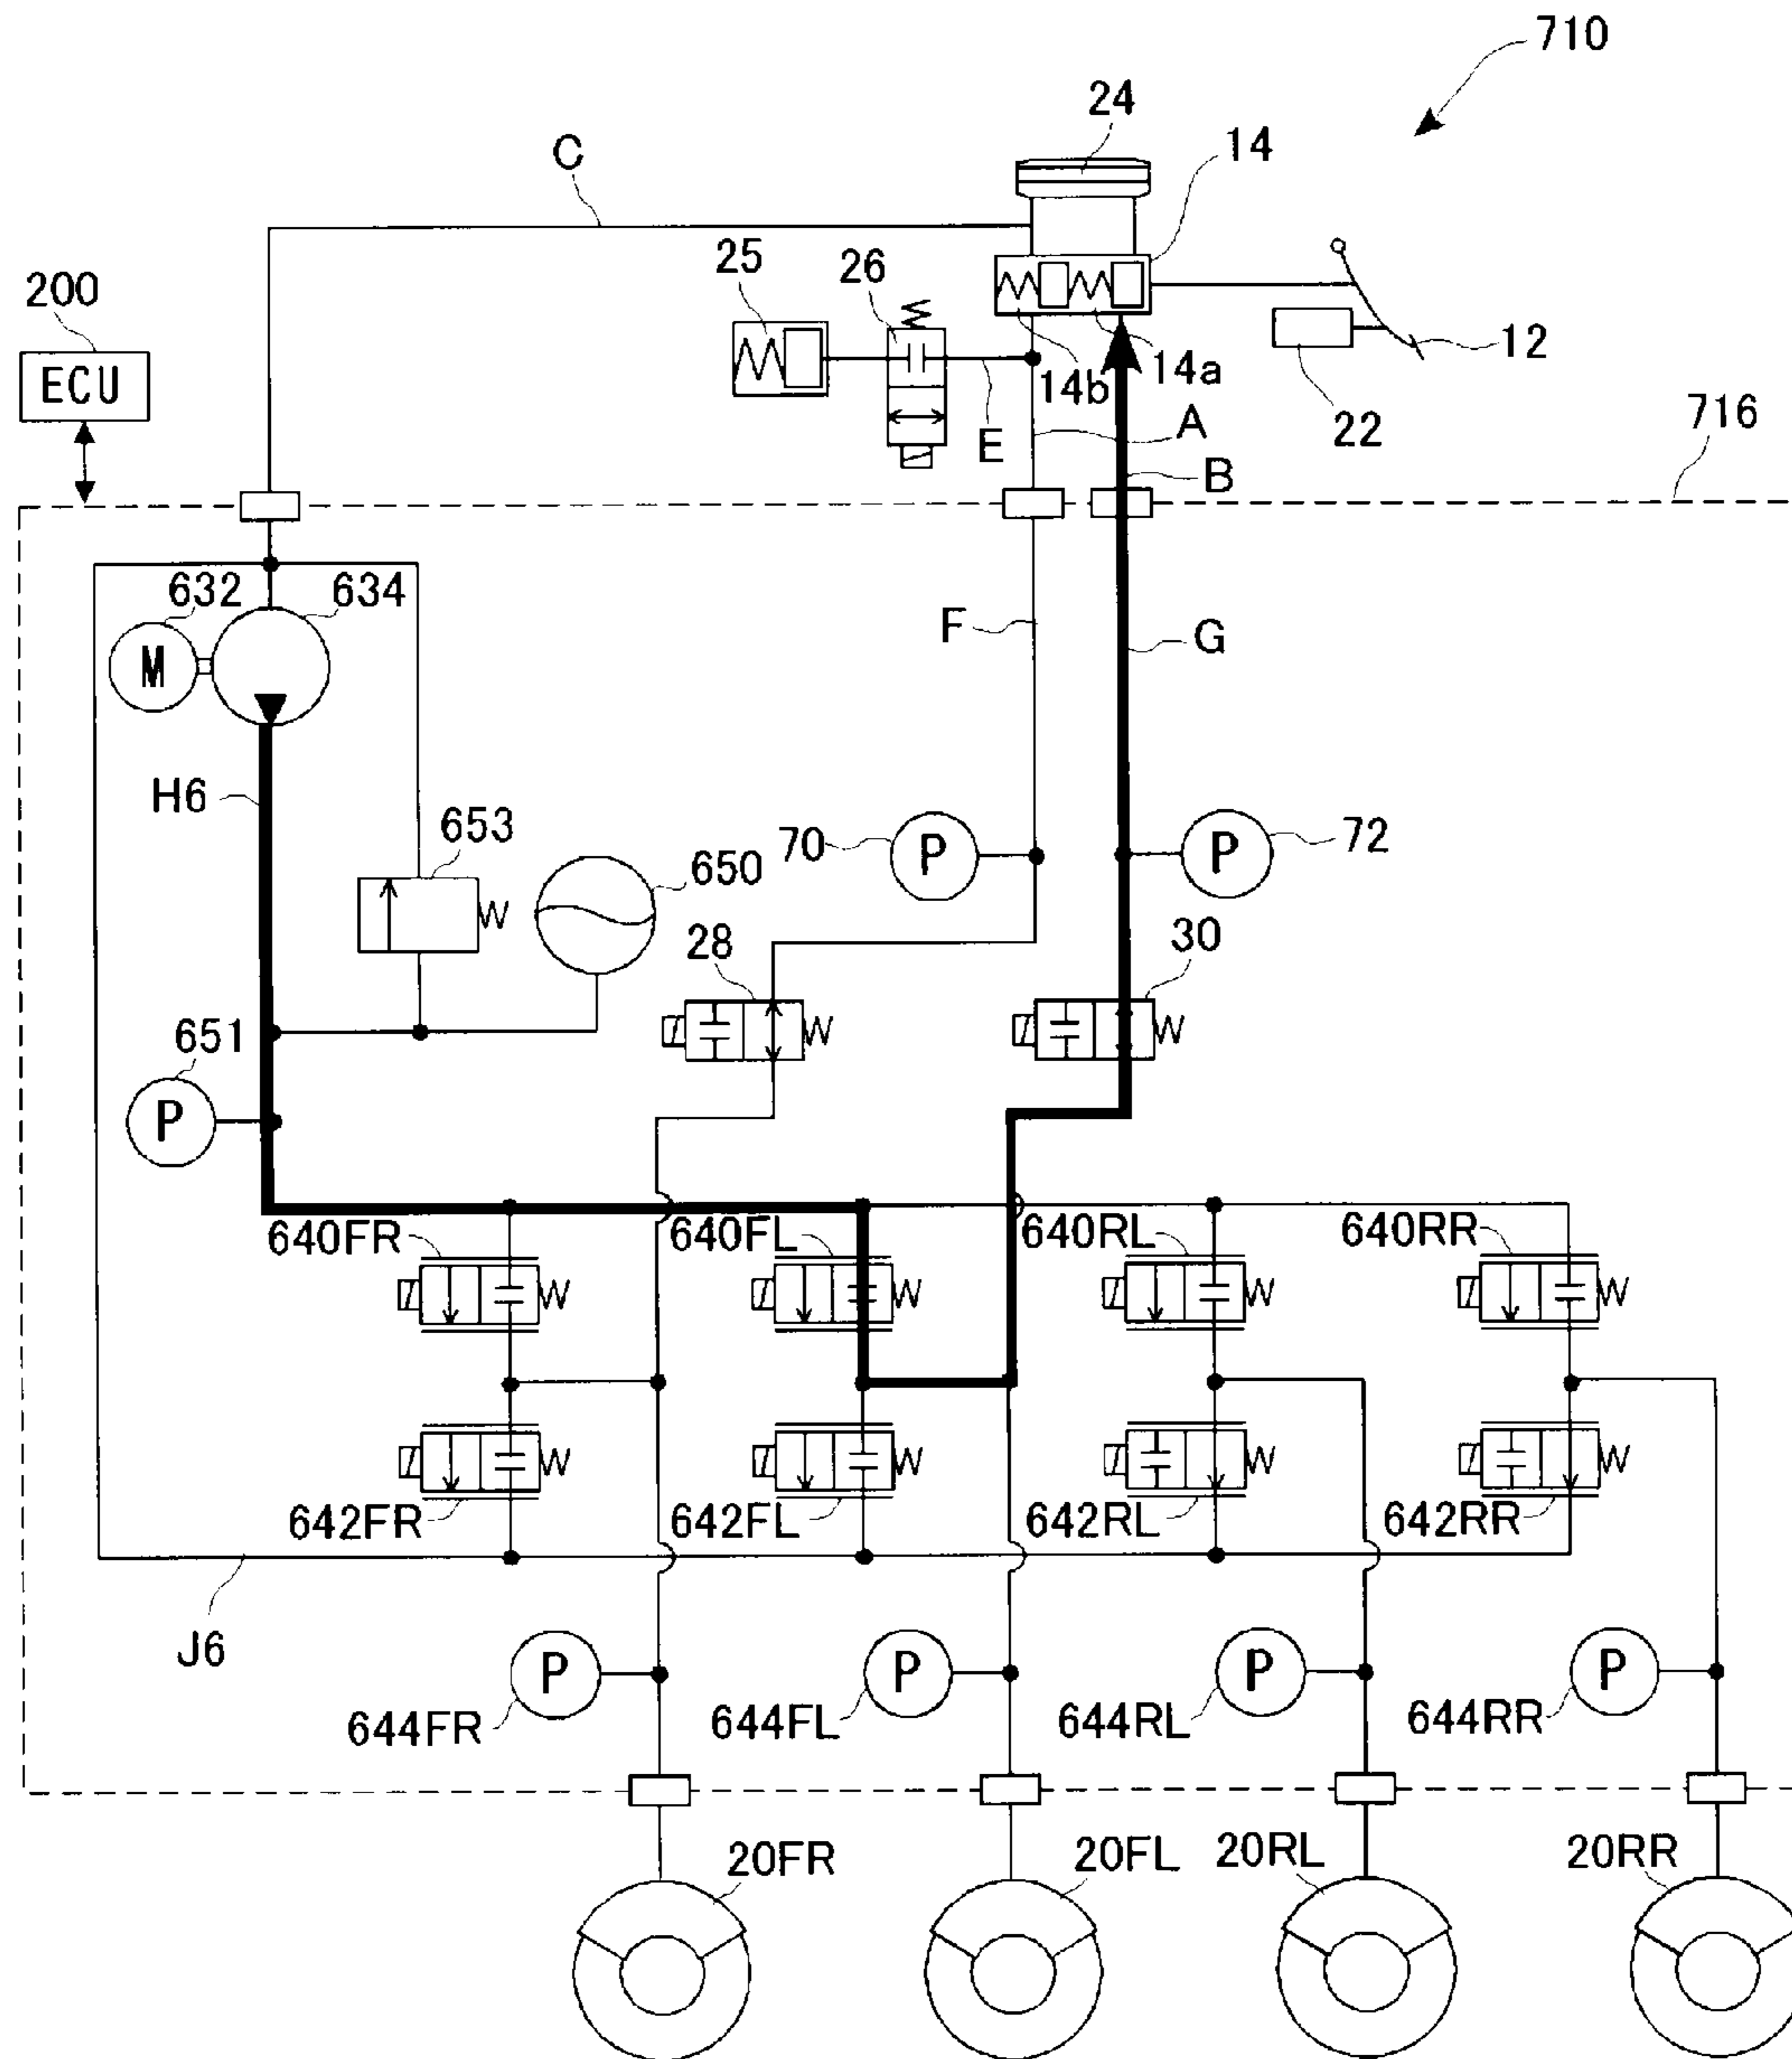 710
24
14
C
25
26
200
ECU
12
14b
14a
22
A
E
B
716
632
634
M
F
G
H6
653
650
70
P
P
72
28
30
651
P
640FR
640FL
640RL
640RR
642FR
642FL
642RL
642RR
J6
P
P
P
P
644FR
644FL
644RL
644RR
20FR
20FL
20RL
20RR